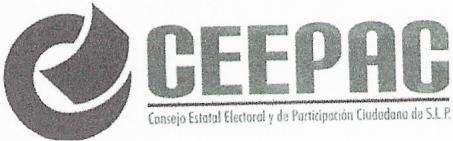 CEEPAC
Consejo Estatal Electoral y de Participación Ciudadana de S.L.P.